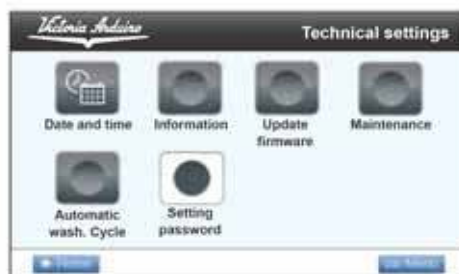 Victoria Arduino
Technical settings
Date and time
Information
Update
firmware
Maintenance
Automatic
wash. Cycle
Setting
password